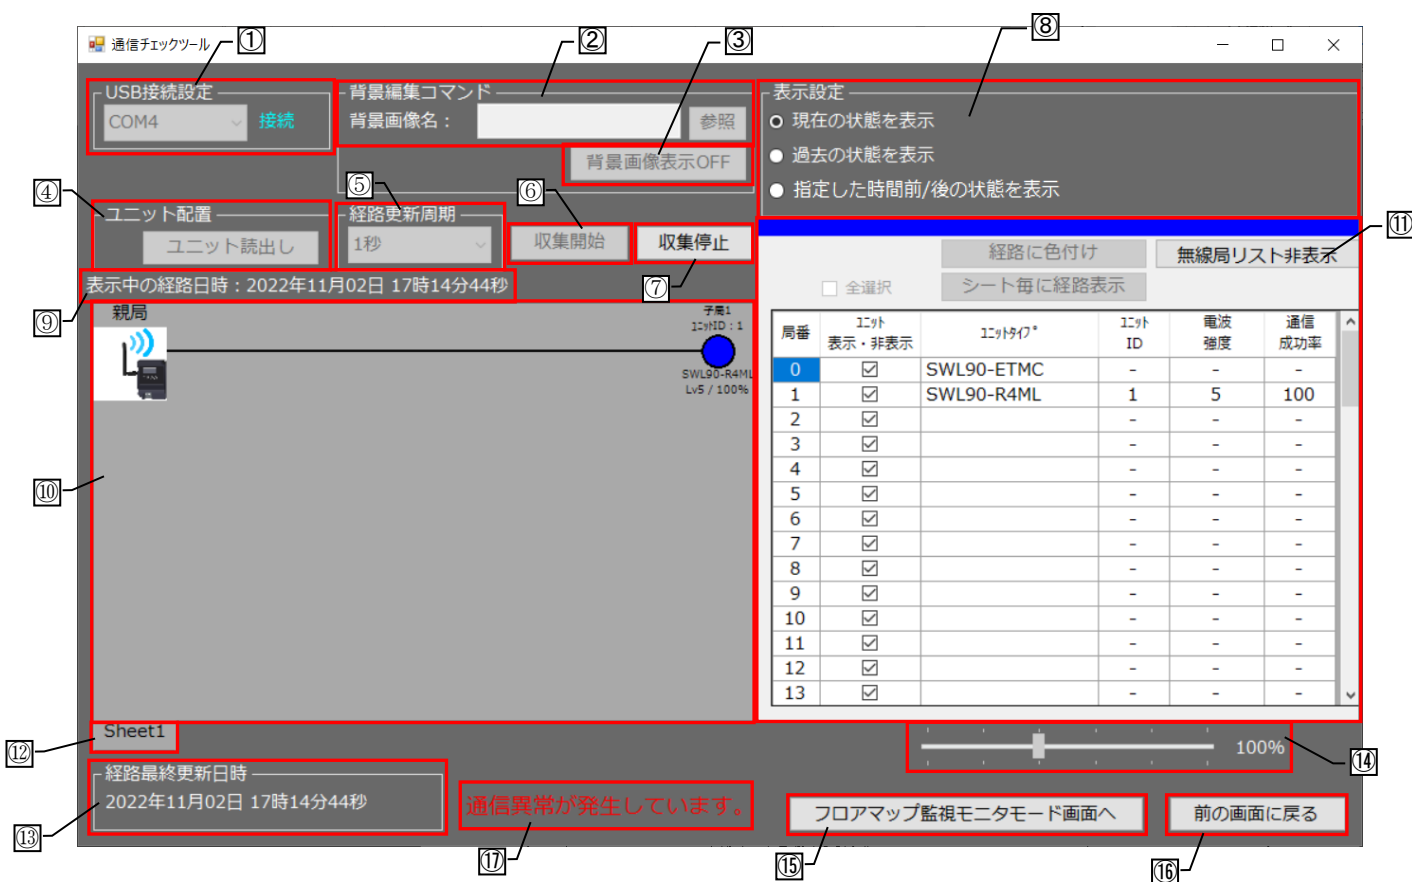 通信チェックツール
①
②
③
⑧
USB接続設定
COM4
接続
背景編集コマンド
背景画像名：
参照
背景画像表示OFF
表示設定
現在の状態を表示
過去の状態を表示
指定した時間前/後の状態を表示
④
⑤
⑥
⑪
ユニット配置
ユニット読出し
経路更新周期
1秒
収集開始
収集停止
⑦
経路に色付け
無線局リスト非表示
全選択
シート毎に経路表示
⑨
表示中の経路日時：2022年11月02日 17時14分44秒
親局
子局1
ﾕﾆｯﾄID：1
SWL90-R4ML
Lv5 / 100%
⑩
局番 ﾕﾆｯﾄ 表示・非表示 ﾕﾆｯﾄﾀｲﾌﾟ ﾕﾆｯﾄ ID 電波 強度 通信 成功率
0 SWL90-ETMC - - -
1 SWL90-R4ML 1 5 100
2 - - -
3 - - -
4 - - -
5 - - -
6 - - -
7 - - -
8 - - -
9 - - -
10 - - -
11 - - -
12 - - -
13 - - -
⑫
Sheet1
100%
⑭
⑬
経路最終更新日時
2022年11月02日 17時14分44秒
通信異常が発生しています。
フロアマップ監視モニタモード画面へ
前の画面に戻る
⑰
⑮
⑯